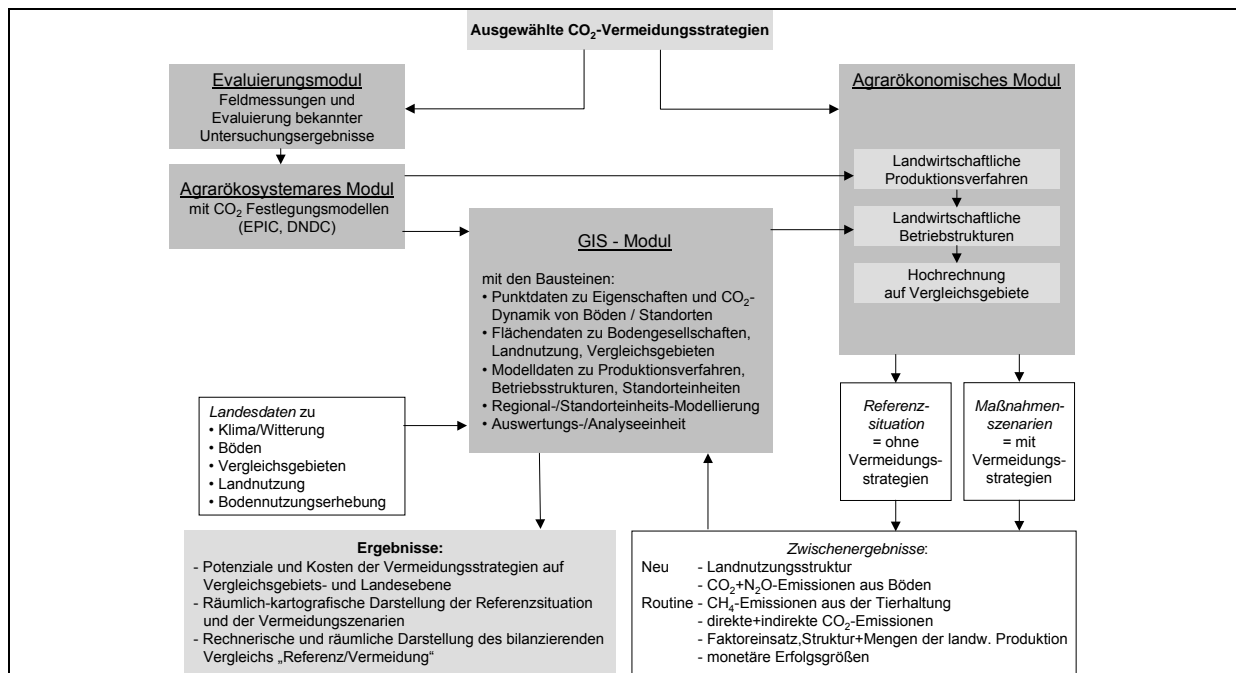 Ausgewählte CO₂-Vermeidungsstrategien
Evaluierungsmodul
Feldmessungen und
Evaluierung bekannter
Untersuchungsergebnisse
Agrarökosystemares Modul
mit CO₂ Festlegungsmodellen
(EPIC, DNDC)
Agrarökonomisches Modul
Landwirtschaftliche
Produktionsverfahren
Landwirtschaftliche
Betriebstrukturen
Hochrechnung
auf Vergleichsgebiete
GIS - Modul
mit den Bausteinen:
• Punktdaten zu Eigenschaften und CO₂-
Dynamik von Böden / Standorten
• Flächendaten zu Bodengesellschaften,
Landnutzung, Vergleichsgebieten
• Modelldaten zu Produktionsverfahren,
Betriebsstrukturen, Standorteinheiten
• Regional-/Standorteinheits-Modellierung
• Auswertungs-/Analyseeinheit
Landesdaten zu
• Klima/Witterung
• Böden
• Vergleichsgebieten
• Landnutzung
• Bodennutzungserhebung
Referenz-
situation
= ohne
Vermeidungs-
strategien
Maßnahmen-
szenarien
= mit
Vermeidungs-
strategien
Ergebnisse:
- Potenziale und Kosten der Vermeidungsstrategien auf
Vergleichsgebiets- und Landesebene
- Räumlich-kartografische Darstellung der Referenzsituation
und der Vermeidungszenarien
- Rechnerische und räumliche Darstellung des bilanzierenden
Vergleichs „Referenz/Vermeidung“
Zwischenergebnisse:
Neu - Landnutzungsstruktur
- CO₂+N₂O-Emissionen aus Böden
Routine - CH₄-Emissionen aus der Tierhaltung
- direkte+indirekte CO₂-Emissionen
- Faktoreinsatz,Struktur+Mengen der landw. Produktion
- monetäre Erfolgsgrößen